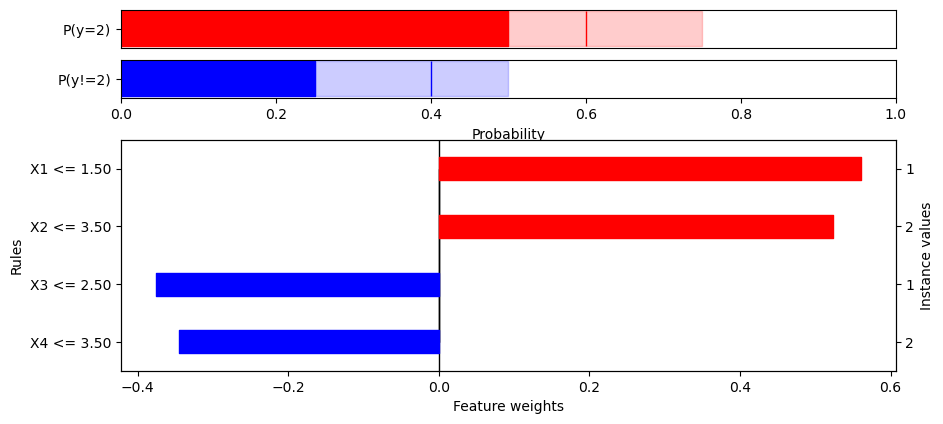 P(y=2)
P(y!=2)
0.0 0.2 0.4 0.6 0.8 1.0
Probability
X1 <= 1.50 1
X2 <= 3.50 2
X3 <= 2.50 1
X4 <= 3.50 2
Rules
Instance values
−0.4 −0.2 0.0 0.2 0.4 0.6
Feature weights